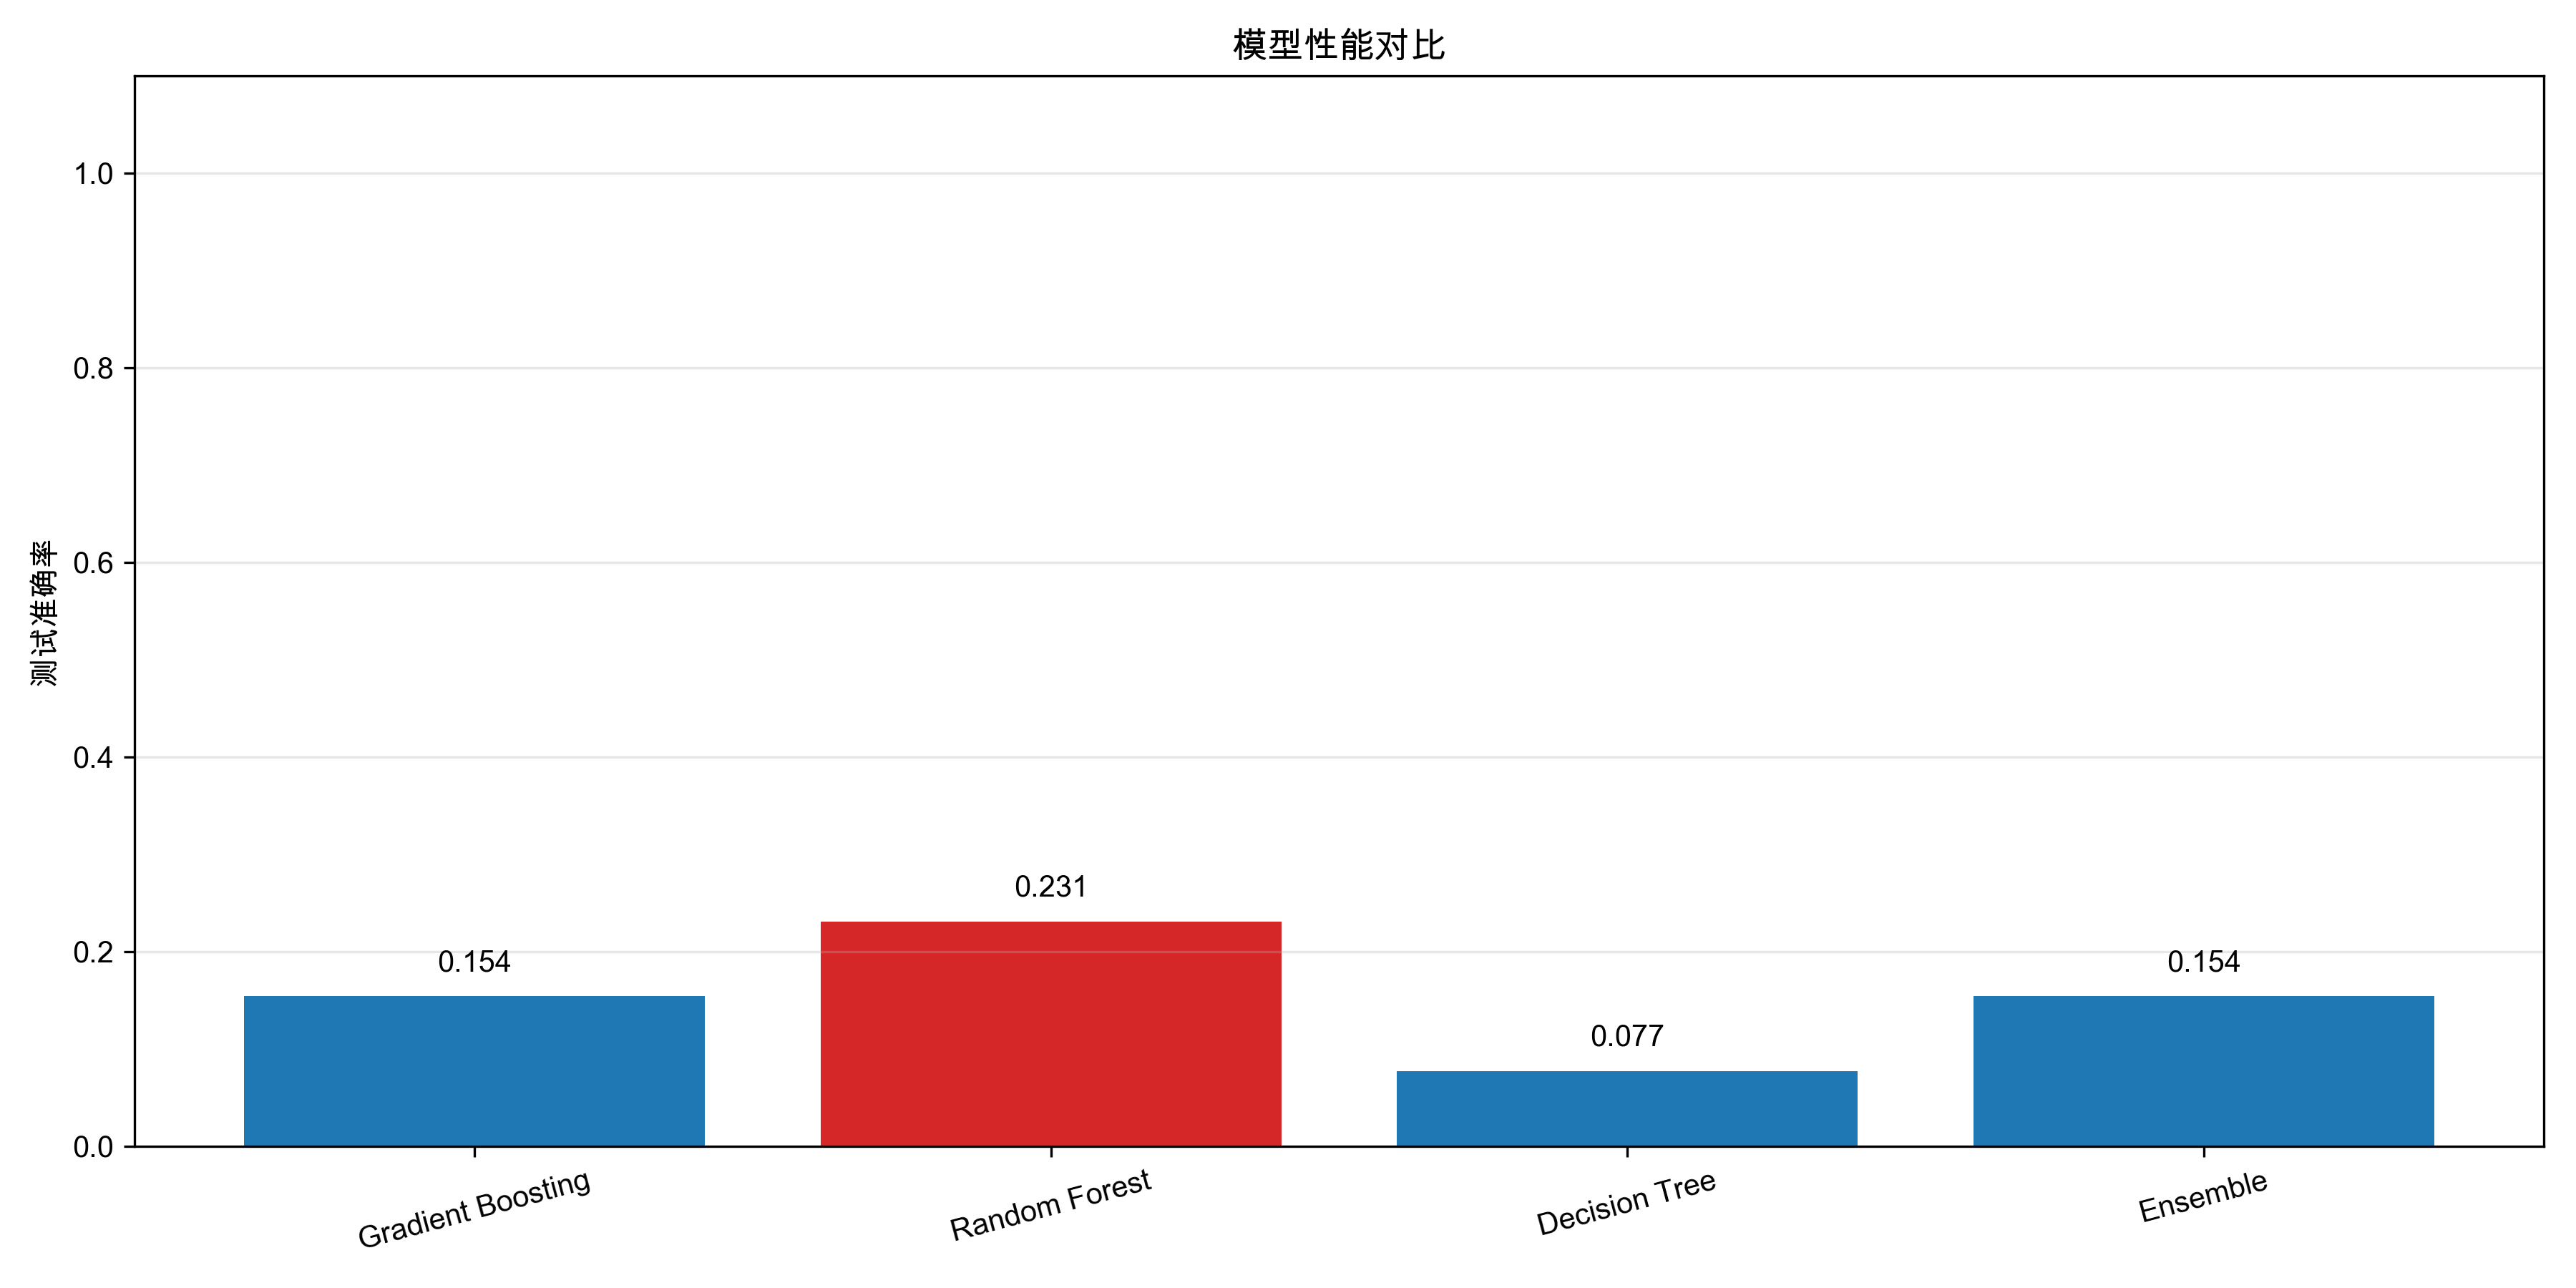 模型性能对比
测试准确率
1.0
0.8
0.6
0.4
0.2
0.0
0.154
0.231
0.077
0.154
Gradient Boosting
Random Forest
Decision Tree
Ensemble